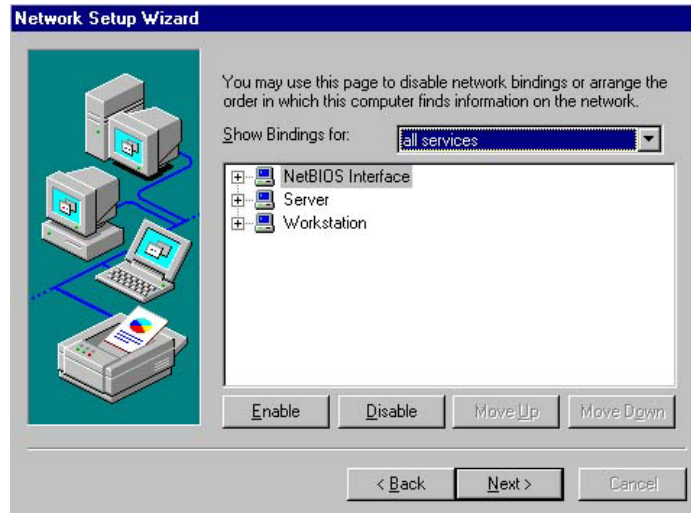 Network Setup Wizard
You may use this page to disable network bindings or arrange the
order in which this computer finds information on the network.
Show Bindings for: all services
NetBIOS Interface
Server
Workstation
Enable Disable Move Up Move Down
< Back Next > Cancel